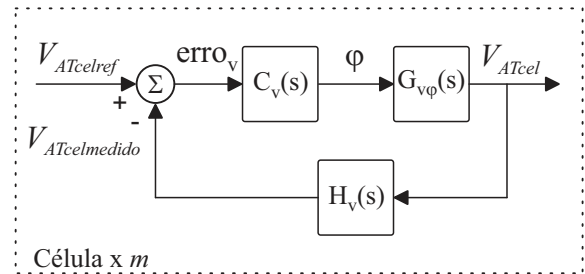 V_ATcelref
erro_v
C_v(s)
φ
G_vφ(s)
V_ATcel
Σ
+
-
V_ATcelmedido
H_v(s)
Célula x m